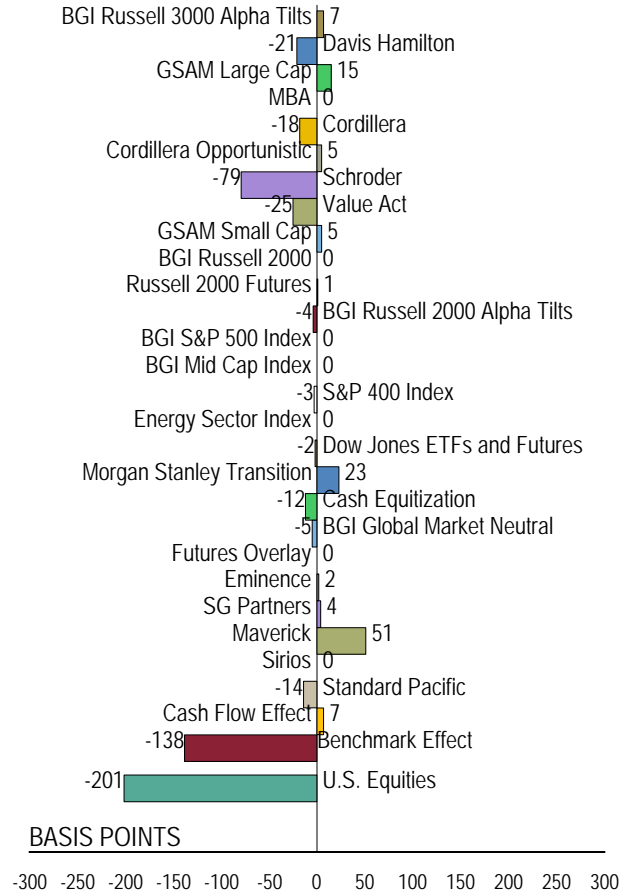 BGI Russell 3000 Alpha Tilts 7
-21 Davis Hamilton
GSAM Large Cap 15
MBA 0
-18 Cordillera
Cordillera Opportunistic 5
-79 Schroder
-25 Value Act
GSAM Small Cap 5
BGI Russell 2000 0
Russell 2000 Futures 1
-4 BGI Russell 2000 Alpha Tilts
BGI S&P 500 Index 0
BGI Mid Cap Index 0
-3 S&P 400 Index
Energy Sector Index 0
-2 Dow Jones ETFs and Futures
Morgan Stanley Transition 23
-12 Cash Equitization
-5 BGI Global Market Neutral
Futures Overlay 0
Eminence 2
SG Partners 4
Maverick 51
Sirios 0
-14 Standard Pacific
Cash Flow Effect 7
-138 Benchmark Effect
-201 U.S. Equities
BASIS POINTS
-300 -250 -200 -150 -100 -50 0 50 100 150 200 250 300